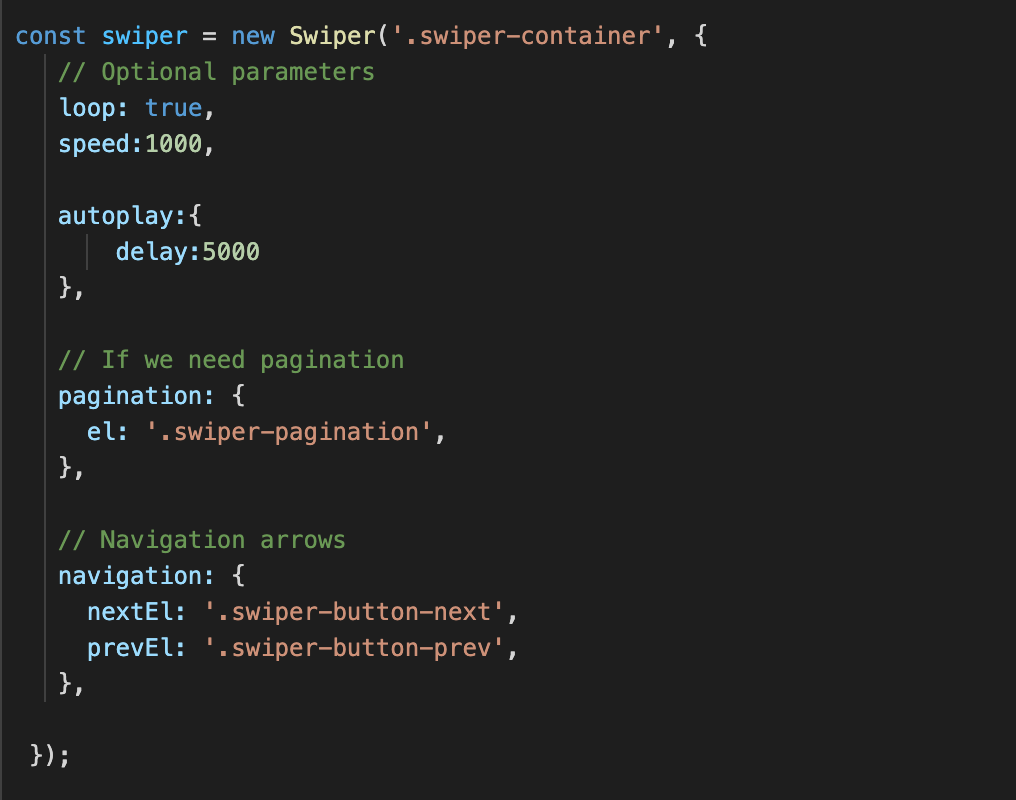 const swiper = new Swiper('.swiper-container', {
// Optional parameters
loop: true,
speed:1000,
autoplay:{
delay:5000
},
// If we need pagination
pagination: {
el: '.swiper-pagination',
},
// Navigation arrows
navigation: {
nextEl: '.swiper-button-next',
prevEl: '.swiper-button-prev',
},
});